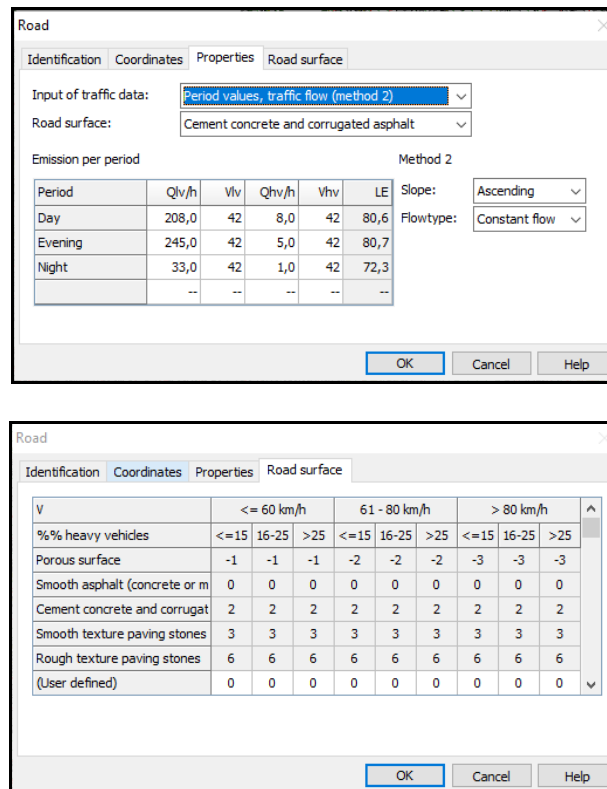 Road
Identification Coordinates Properties Road surface
Input of traffic data: Period values, traffic flow (method 2)
Road surface: Cement concrete and corrugated asphalt
Emission per period Method 2
Period Qlv/h Vlv Qhv/h Vhv LE Slope: Ascending
Day 208,0 42 8,0 42 80,6 Flowtype: Constant flow
Evening 245,0 42 5,0 42 80,7
Night 33,0 42 1,0 42 72,3
-- -- -- -- --
OK Cancel Help
Road
Identification Coordinates Properties Road surface
V <= 60 km/h 61 - 80 km/h > 80 km/h
%% heavy vehicles <=15 16-25 >25 <=15 16-25 >25 <=15 16-25 >25
Porous surface -1 -1 -1 -2 -2 -2 -3 -3 -3
Smooth asphalt (concrete or m 0 0 0 0 0 0 0 0 0
Cement concrete and corrugat 2 2 2 2 2 2 2 2 2
Smooth texture paving stones 3 3 3 3 3 3 3 3 3
Rough texture paving stones 6 6 6 6 6 6 6 6 6
(User defined) 0 0 0 0 0 0 0 0 0
OK Cancel Help